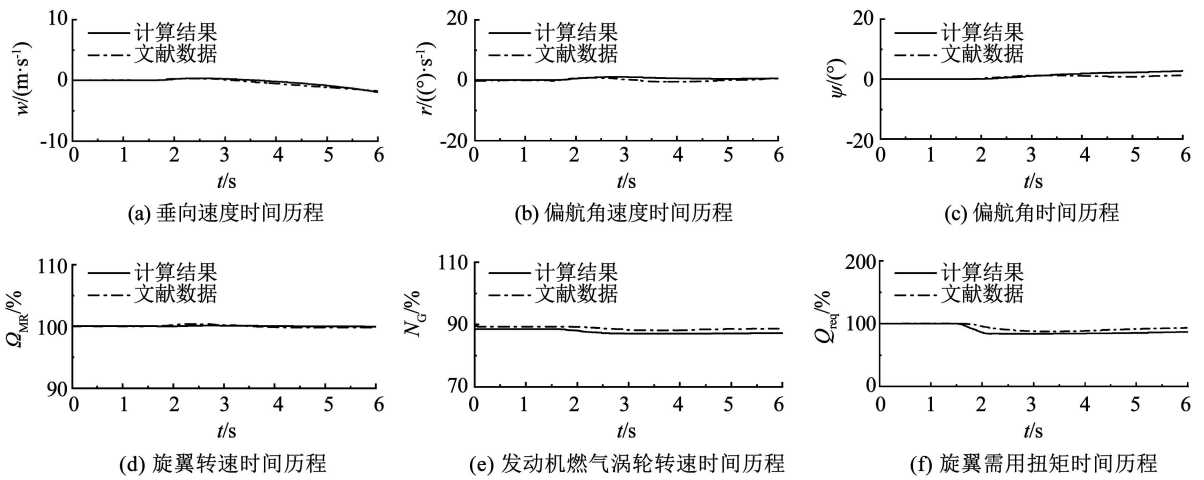 10
计算结果
文献数据
w/(m·s⁻¹)
0
-10
0 1 2 3 4 5 6
t/s
(a) 垂向速度时间历程
20
计算结果
文献数据
r/((°)·s⁻¹)
0
-20
0 1 2 3 4 5 6
t/s
(b) 偏航角速度时间历程
20
计算结果
文献数据
ψ/(°)
0
-20
0 1 2 3 4 5 6
t/s
(c) 偏航角时间历程
110
计算结果
文献数据
Ω_MR/%
100
90
0 1 2 3 4 5 6
t/s
(d) 旋翼转速时间历程
110
计算结果
文献数据
N_G/%
90
70
0 1 2 3 4 5 6
t/s
(e) 发动机燃气涡轮转速时间历程
200
计算结果
文献数据
Q_req/%
100
0
0 1 2 3 4 5 6
t/s
(f) 旋翼需用扭矩时间历程